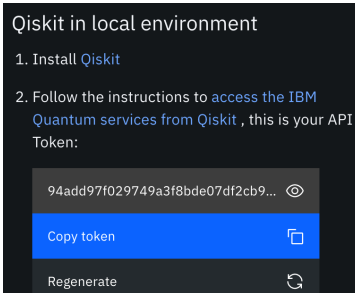 Qiskit in local environment
1. Install Qiskit
2. Follow the instructions to access the IBM
Quantum services from Qiskit , this is your API
Token:
94add97f029749a3f8bde07df2cb9...
Copy token
Regenerate